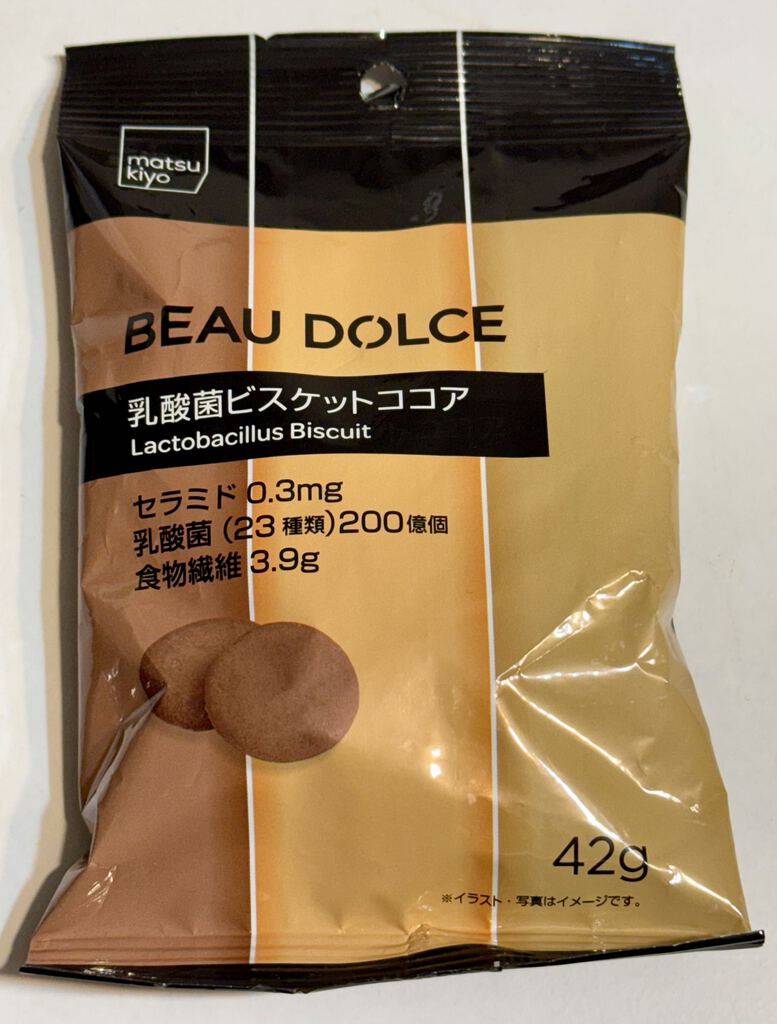 matsu
kiyo
BEAU DOLCE
乳酸菌ビスケットココア
Lactobacillus Biscuit
セラミド 0.3mg
乳酸菌 (23 種類)200億個
食物繊維 3.9g
42g
※イラスト・写真はイメージです。